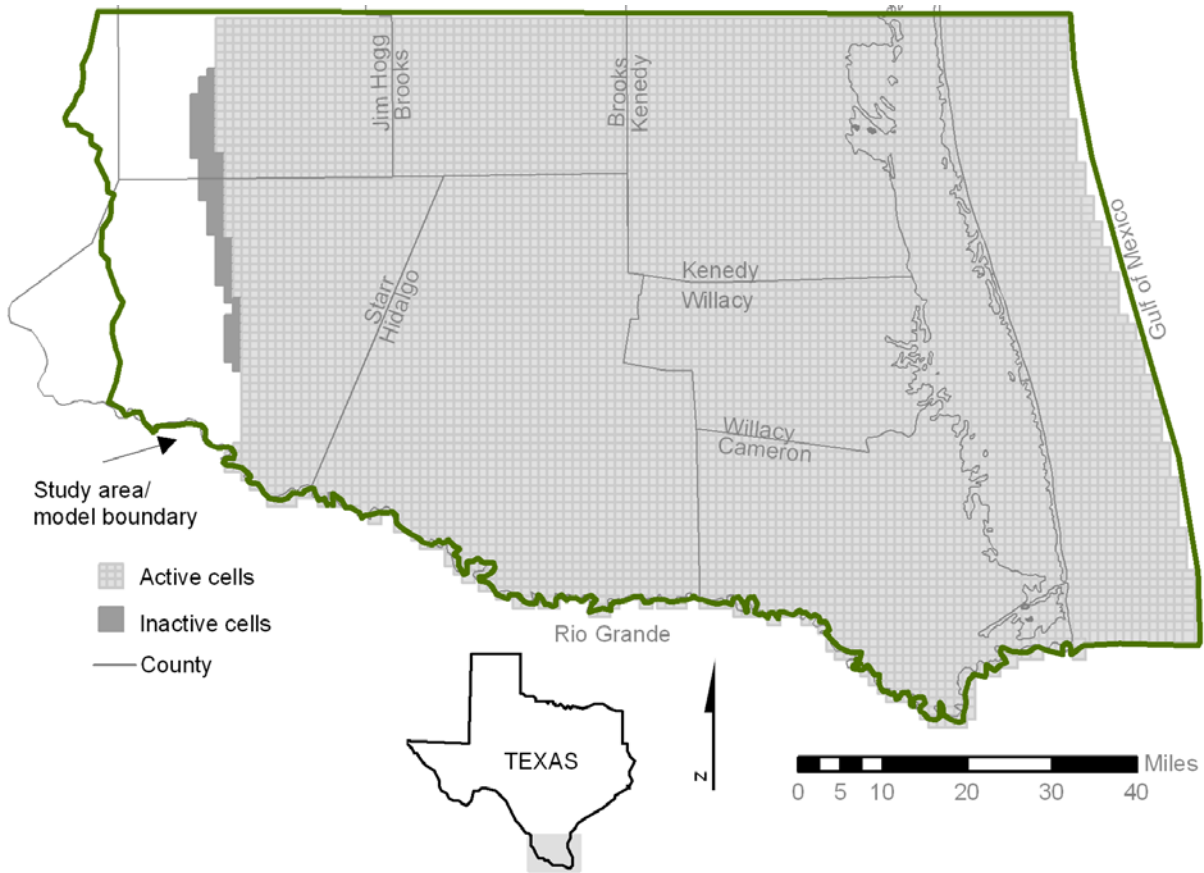 Jim Hogg
Brooks
Brooks
Kenedy
Gulf of Mexico
Starr
Hidalgo
Kenedy
Willacy
Willacy
Cameron
Study area/
model boundary
Active cells
Inactive cells
County
Rio Grande
TEXAS
N
Miles
0 5 10 20 30 40